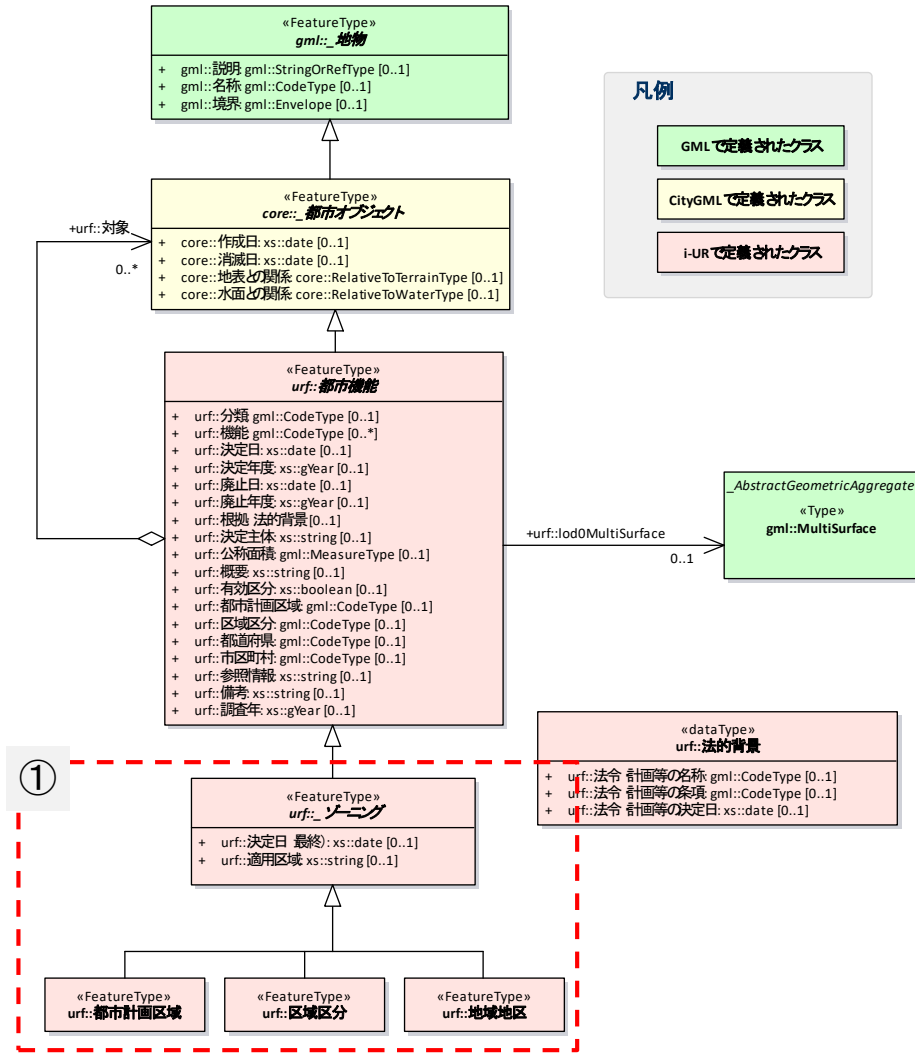 «FeatureType»
gml::_地物
+ gml::説明: gml::StringOrRefType [0..1]
+ gml::名称: gml::CodeType [0..1]
+ gml::境界: gml::Envelope [0..1]
凡例
GMLで定義されたクラス
CityGMLで定義されたクラス
i-URで定義されたクラス
«FeatureType»
core::_都市オブジェクト
+ core::作成日: xs::date [0..1]
+ core::消滅日: xs::date [0..1]
+ core::地表との関係: core::RelativeToTerrainType [0..1]
+ core::水面との関係: core::RelativeToWaterType [0..1]
+urf::対象
0..*
«FeatureType»
urf::都市機能
+ urf::分類: gml::CodeType [0..1]
+ urf::機能: gml::CodeType [0..*]
+ urf::決定日: xs::date [0..1]
+ urf::決定年度: xs::gYear [0..1]
+ urf::廃止日: xs::date [0..1]
+ urf::廃止年度: xs::gYear [0..1]
+ urf::根拠: 法的背景 [0..1]
+ urf::決定主体: xs::string [0..1]
+ urf::公称面積: gml::MeasureType [0..1]
+ urf::概要: xs::string [0..1]
+ urf::有効区分: xs::boolean [0..1]
+ urf::都市計画区域: gml::CodeType [0..1]
+ urf::区域区分: gml::CodeType [0..1]
+ urf::都道府県: gml::CodeType [0..1]
+ urf::市区町村: gml::CodeType [0..1]
+ urf::参照情報: xs::string [0..1]
+ urf::備考: xs::string [0..1]
+ urf::調査年: xs::gYear [0..1]
+urf::lod0MultiSurface
0..1
_AbstractGeometricAggregate
«Type»
gml::MultiSurface
«dataType»
urf::法的背景
+ urf::法令・計画等の名称: gml::CodeType [0..1]
+ urf::法令・計画等の条項: gml::CodeType [0..1]
+ urf::法令・計画等の決定日: xs::date [0..1]
①
«FeatureType»
urf::_ゾーニング
+ urf::決定日(最終): xs::date [0..1]
+ urf::適用区域: xs::string [0..1]
«FeatureType»
urf::都市計画区域
«FeatureType»
urf::区域区分
«FeatureType»
urf::地域地区